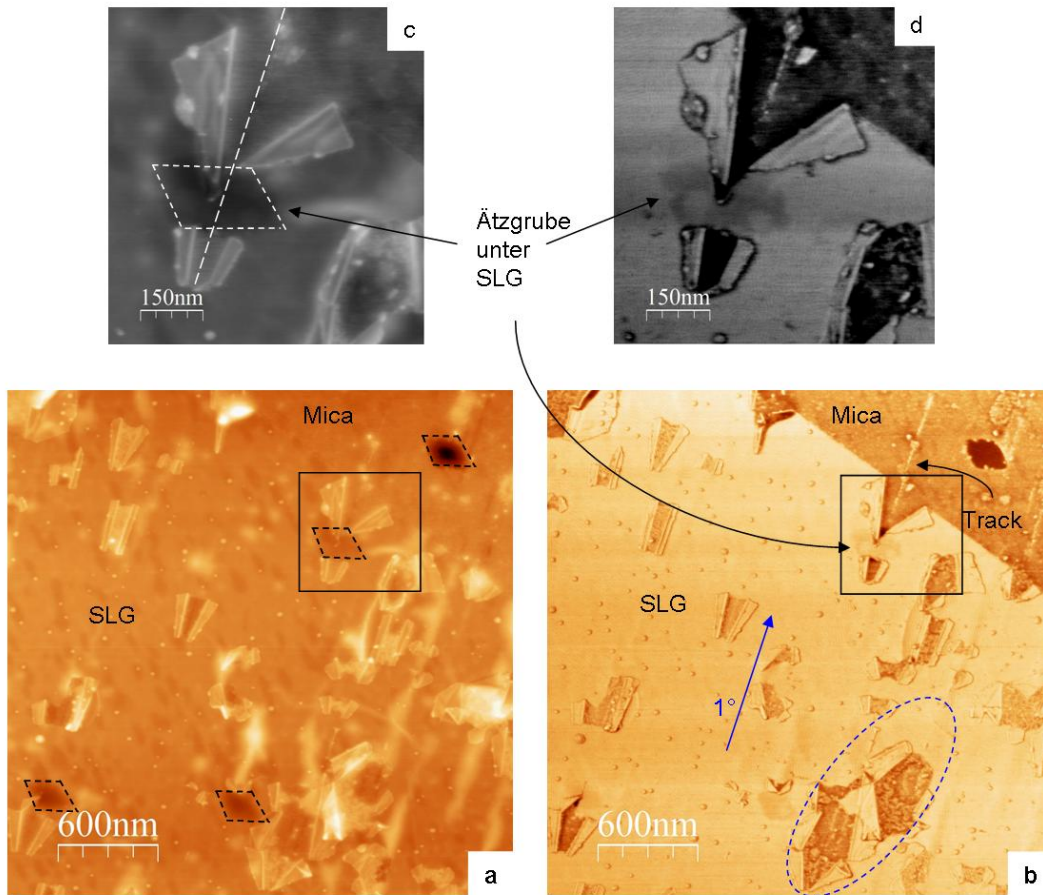 c
d
Ätzgrube
unter
SLG
150nm
150nm
Mica
Mica
Track
SLG
SLG
1°
600nm
600nm
a
b